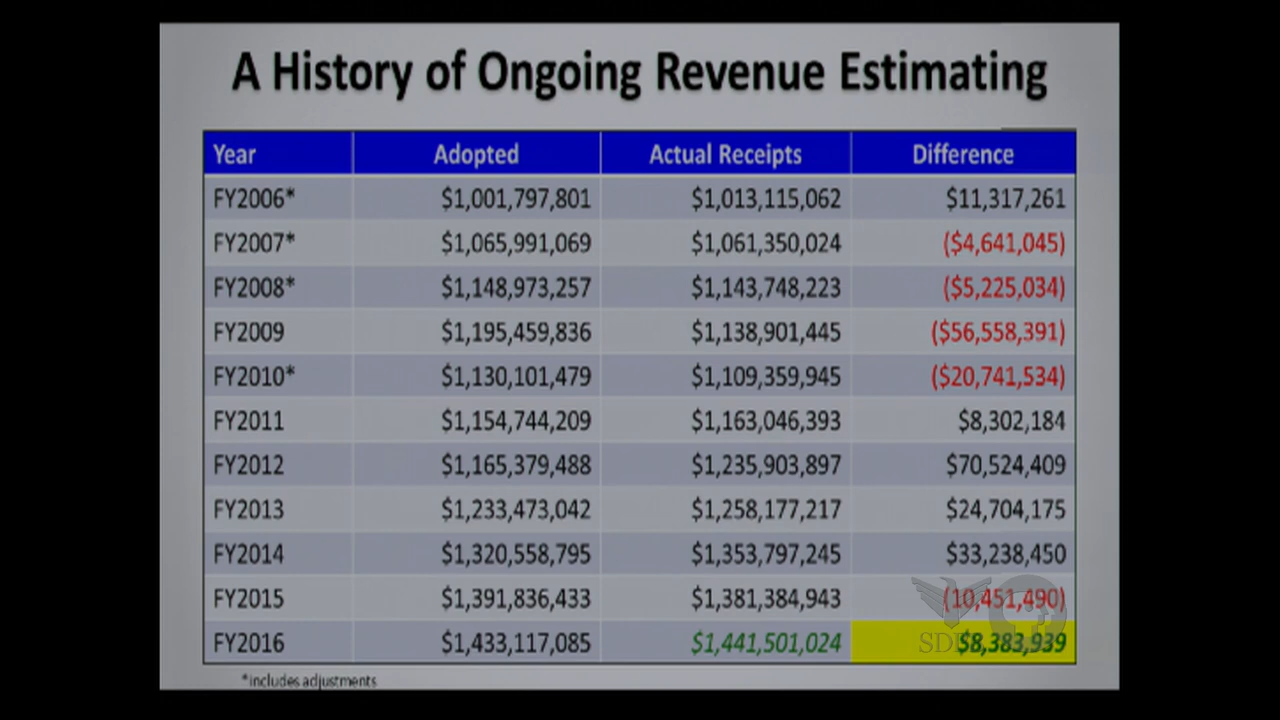 A History of Ongoing Revenue Estimating
Year Adopted Actual Receipts Difference
FY2006* $1,001,797,801 $1,013,115,062 $11,317,261
FY2007* $1,065,991,069 $1,061,350,024 ($4,641,045)
FY2008* $1,148,973,257 $1,143,748,223 ($5,225,034)
FY2009 $1,195,459,836 $1,138,901,445 ($56,558,391)
FY2010* $1,130,101,479 $1,109,359,945 ($20,741,534)
FY2011 $1,154,744,209 $1,163,046,393 $8,302,184
FY2012 $1,165,379,488 $1,235,903,897 $70,524,409
FY2013 $1,233,473,042 $1,258,177,217 $24,704,175
FY2014 $1,320,558,795 $1,353,797,245 $33,238,450
FY2015 $1,391,836,433 $1,381,384,943 (10,451,490)
FY2016 $1,433,117,085 $1,441,501,024 $8,383,939
*includes adjustments